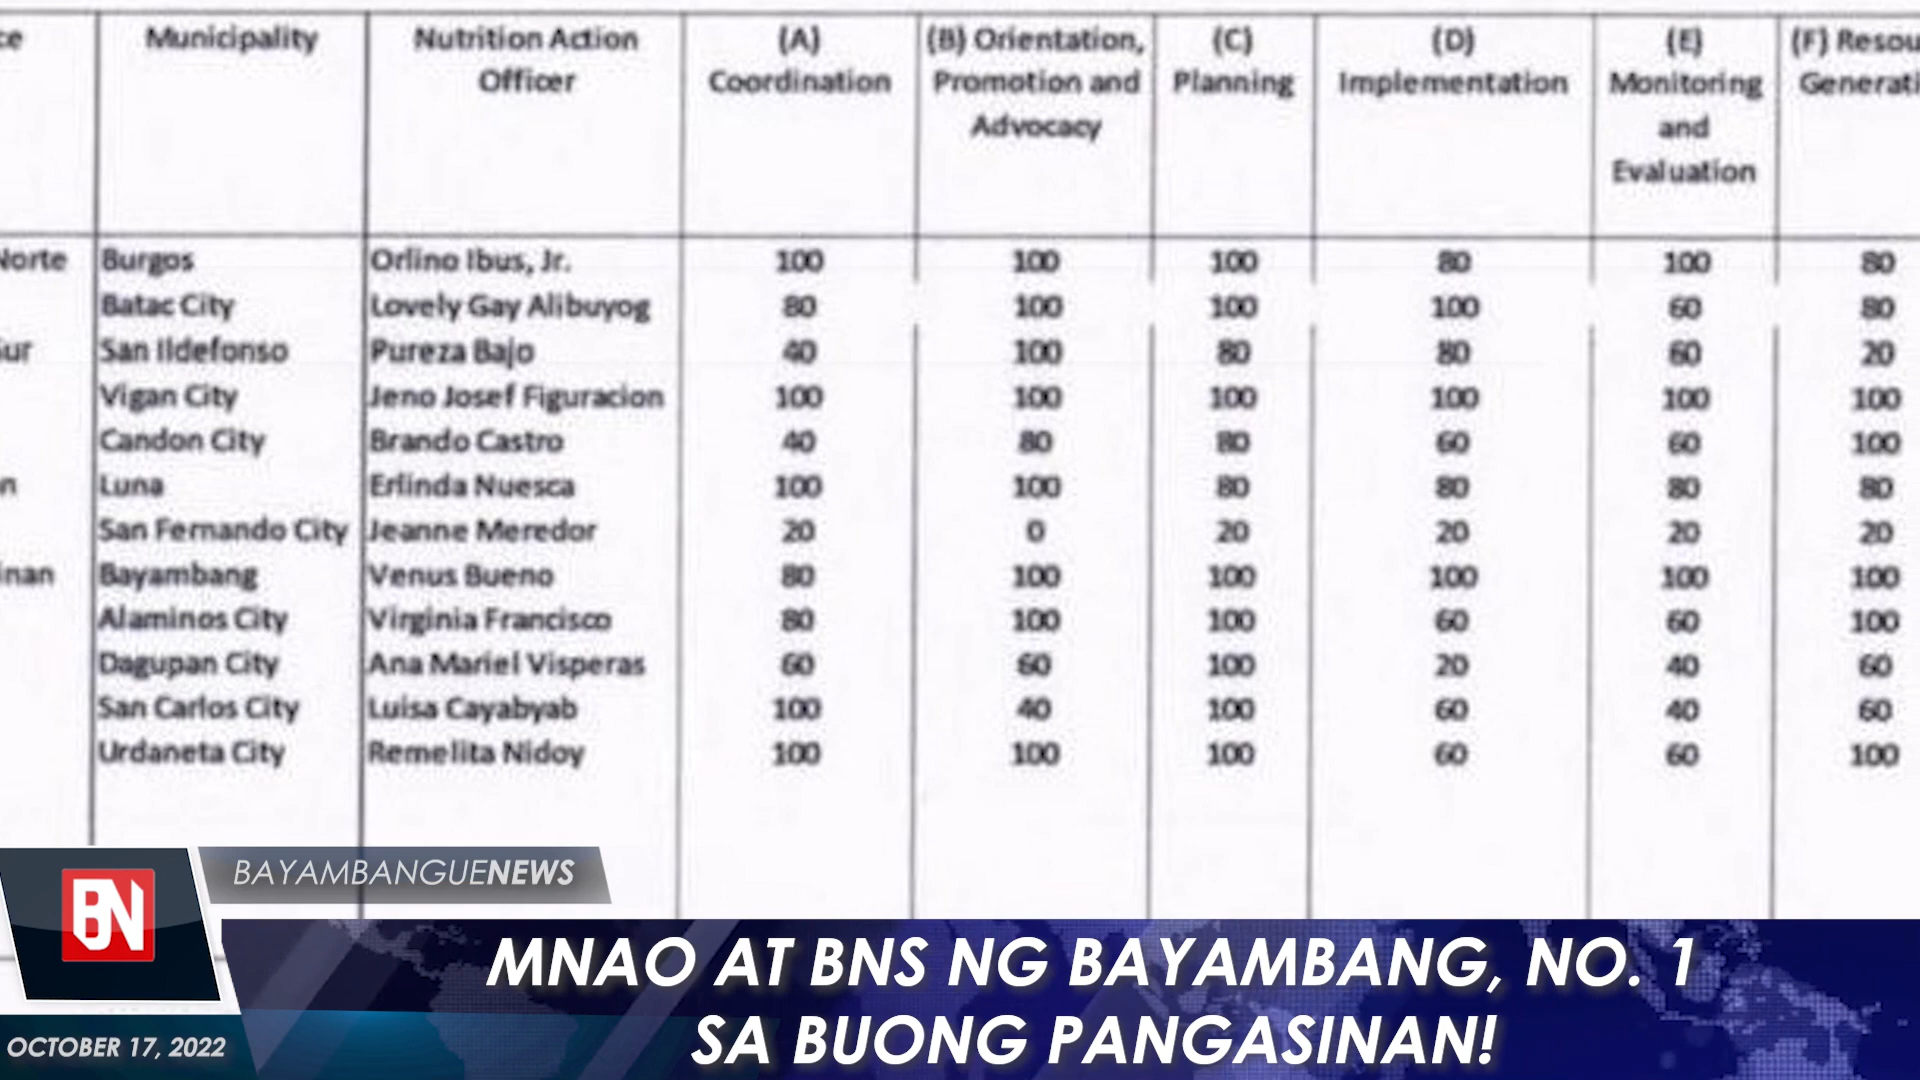 ce Municipality Nutrition Action (A) (B) Orientation, (C) (D) (E) (F) Resou
Officer Coordination Promotion and Planning Implementation Monitoring Generati
Advocacy and
Evaluation
Norte Burgos Orlino Ibus, Jr. 100 100 100 80 100 80
Batac City Lovely Gay Alibuyog 80 100 100 100 60 80
Sur San Ildefonso Pureza Bajo 40 100 80 80 60 20
Vigan City Jeno Josef Figuracion 100 100 100 100 100 100
Candon City Brando Castro 40 80 80 60 60 100
n Luna Erlinda Nuesca 100 100 80 80 80 80
San Fernando City Jeanne Meredor 20 0 20 20 20 20
inan Bayambang Venus Bueno 80 100 100 100 100 100
Alaminos City Virginia Francisco 80 100 100 60 60 100
Dagupan City Ana Mariel Visperas 60 60 100 20 40 60
San Carlos City Luisa Cayabyab 100 40 100 60 40 60
Urdaneta City Remelita Nidoy 100 100 100 60 60 100
BN
BAYAMBANGUENEWS
MNAO AT BNS NG BAYAMBANG, NO. 1
SA BUONG PANGASINAN!
OCTOBER 17, 2022